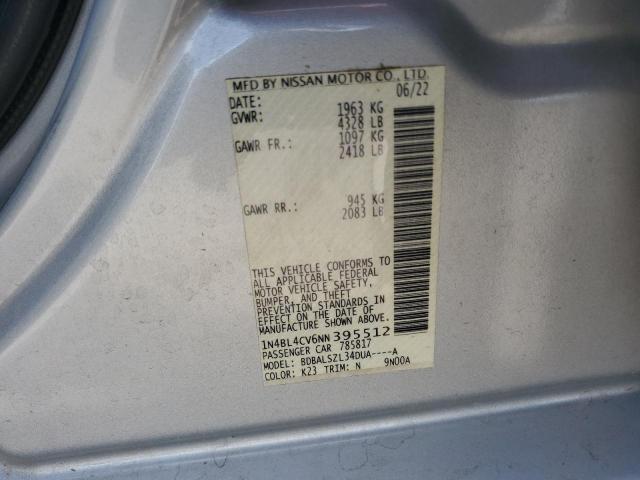 MFD BY NISSAN MOTOR CO., LTD.
DATE: 06/22
GVWR: 1963 KG
4328 LB
GAWR FR.: 1097 KG
2418 LB
GAWR RR.: 945 KG
2083 LB
THIS VEHICLE CONFORMS TO
ALL APPLICABLE FEDERAL
MOTOR VEHICLE SAFETY,
BUMPER, AND THEFT
PREVENTION STANDARDS IN
EFFECT ON THE DATE OF
MANUFACTURE SHOWN ABOVE.
1N4BL4CV6NN395512
PASSENGER CAR 785817
MODEL: BDBALSZL34DUA----A
COLOR: K23 TRIM: N 9N00A